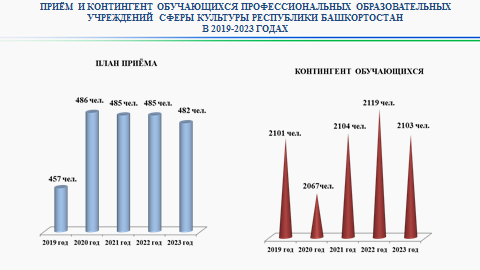 ПРИЁМ И КОНТИНГЕНТ ОБУЧАЮЩИХСЯ ПРОФЕССИОНАЛЬНЫХ ОБРАЗОВАТЕЛЬНЫХ
УЧРЕЖДЕНИЙ СФЕРЫ КУЛЬТУРЫ РЕСПУБЛИКИ БАШКОРТОСТАН
В 2019-2023 ГОДАХ
ПЛАН ПРИЁМА
457 чел.
486 чел.
485 чел.
485 чел.
482 чел.
2019 год 2020 год 2021 год 2022 год 2023 год
КОНТИНГЕНТ ОБУЧАЮЩИХСЯ
2101 чел.
2067чел.
2104 чел.
2119 чел.
2103 чел.
2019 год 2020 год 2021 год 2022 год 2023 год